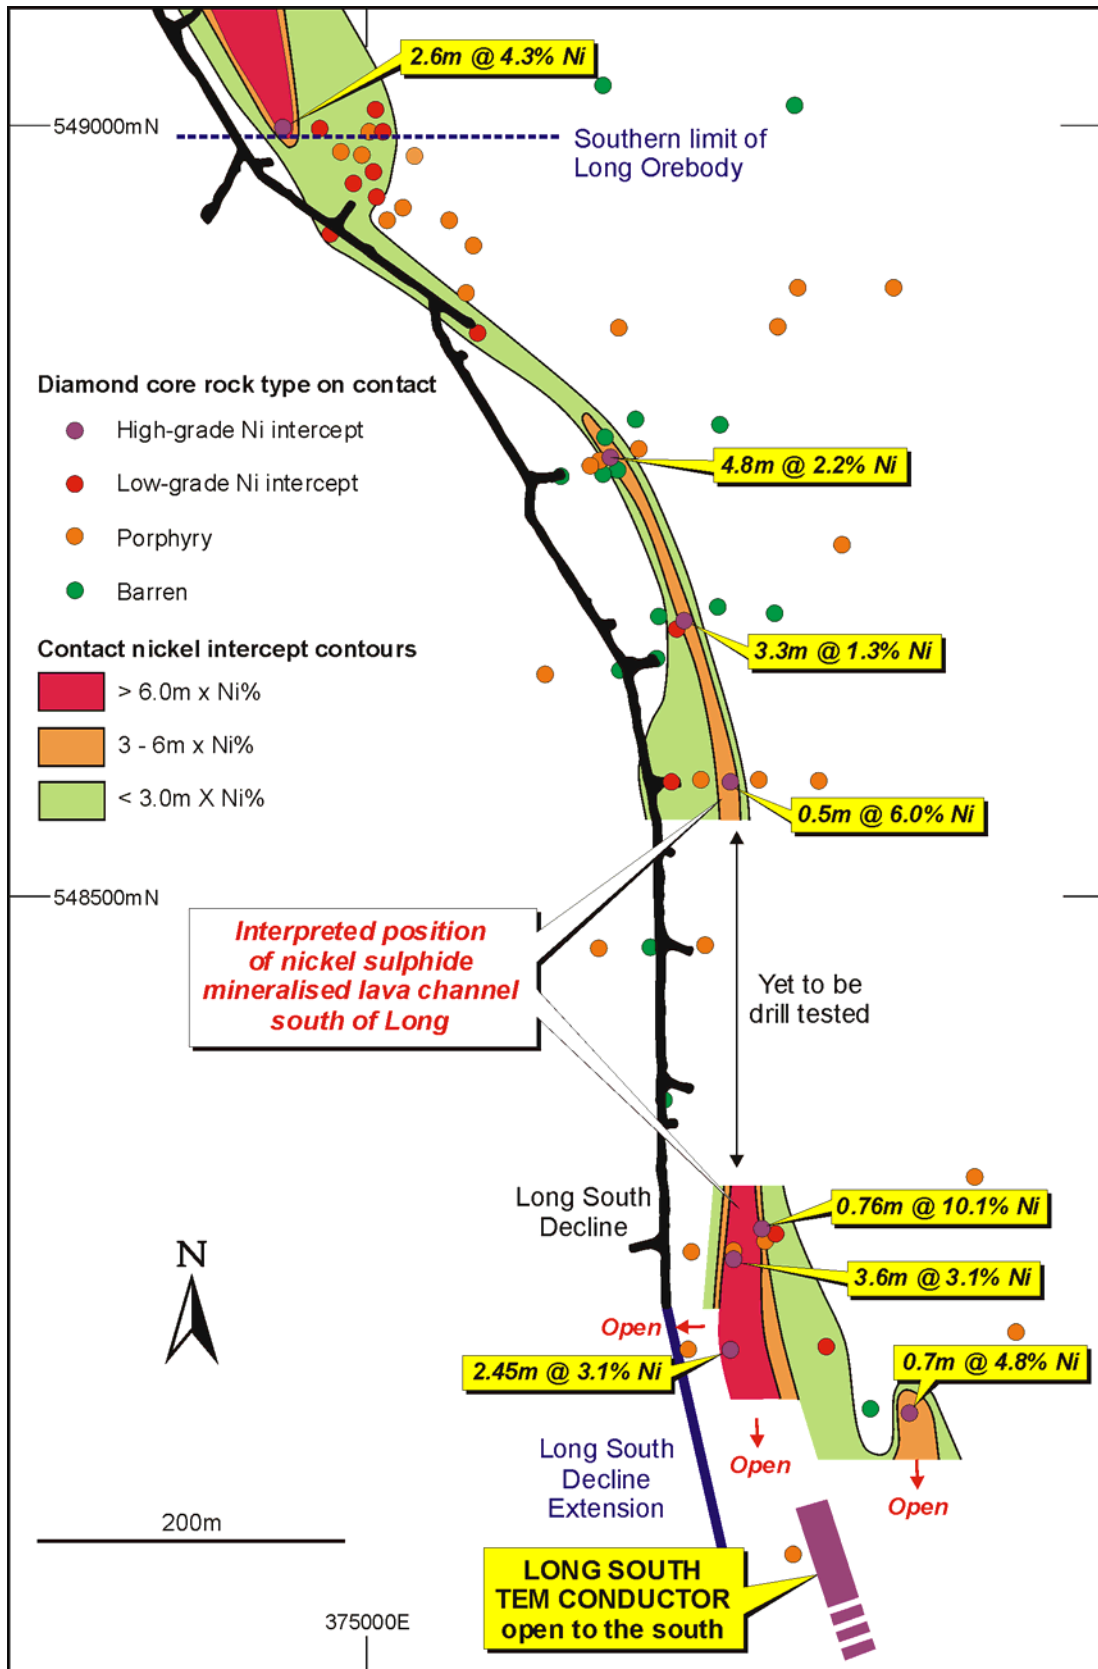 2.6m @ 4.3% Ni
549000mN
Southern limit of
Long Orebody
Diamond core rock type on contact
High-grade Ni intercept
Low-grade Ni intercept
Porphyry
Barren
4.8m @ 2.2% Ni
Contact nickel intercept contours
> 6.0m x Ni%
3 - 6m x Ni%
< 3.0m X Ni%
3.3m @ 1.3% Ni
0.5m @ 6.0% Ni
548500mN
Interpreted position
of nickel sulphide
mineralised lava channel
south of Long
Yet to be
drill tested
Long South
Decline
0.76m @ 10.1% Ni
N
3.6m @ 3.1% Ni
Open
2.45m @ 3.1% Ni
0.7m @ 4.8% Ni
Long South
Decline
Extension
Open
Open
200m
LONG SOUTH
TEM CONDUCTOR
open to the south
375000E